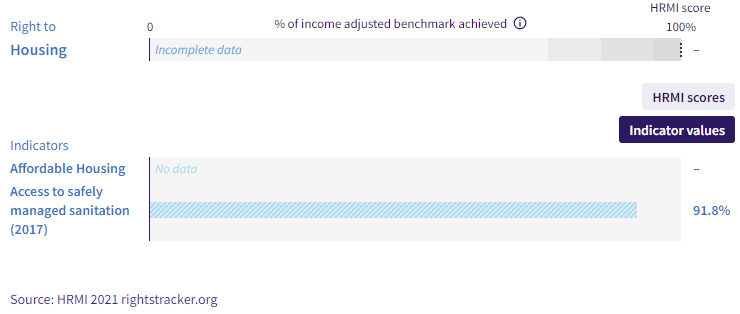 HRMI score
Right to 0 % of income adjusted benchmark achieved 100%
Housing Incomplete data –
HRMI scores
Indicator values
Indicators
Affordable Housing No data –
Access to safely
managed sanitation 91.8%
(2017)
Source: HRMI 2021 rightstracker.org